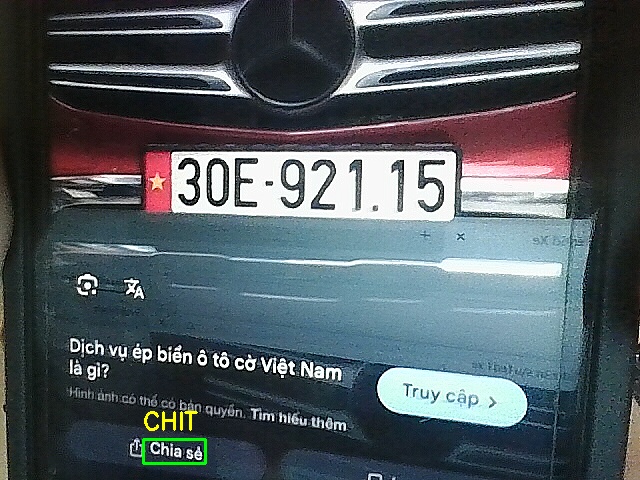 30E-921.15
Dịch vụ ép biển ô tô cờ Việt Nam
là gì?
Truy cập
Hình ảnh có thể có bản quyền. Tìm hiểu thêm
CHIT
Chia sẻ